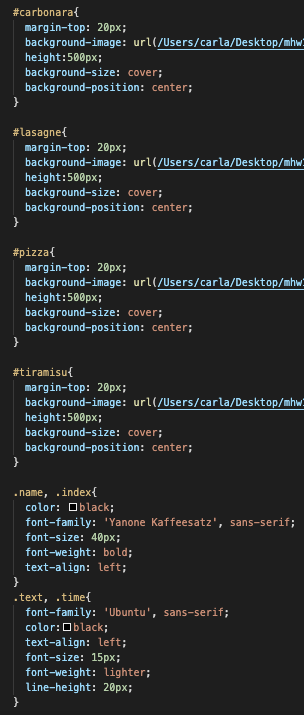 #carbonara{
margin-top: 20px;
background-image: url(/Users/carla/Desktop/mhw1
height:500px;
background-size: cover;
background-position: center;
}
#lasagne{
margin-top: 20px;
background-image: url(/Users/carla/Desktop/mhw1
height:500px;
background-size: cover;
background-position: center;
}
#pizza{
margin-top: 20px;
background-image: url(/Users/carla/Desktop/mhw1
height:500px;
background-size: cover;
background-position: center;
}
#tiramisu{
margin-top: 20px;
background-image: url(/Users/carla/Desktop/mhw1
height:500px;
background-size: cover;
background-position: center;
}
.name, .index{
color: black;
font-family: 'Yanone Kaffeesatz', sans-serif;
font-size: 40px;
font-weight: bold;
text-align: left;
}
.text, .time{
font-family: 'Ubuntu', sans-serif;
color:black;
text-align: left;
font-size: 15px;
font-weight: lighter;
line-height: 20px;
}